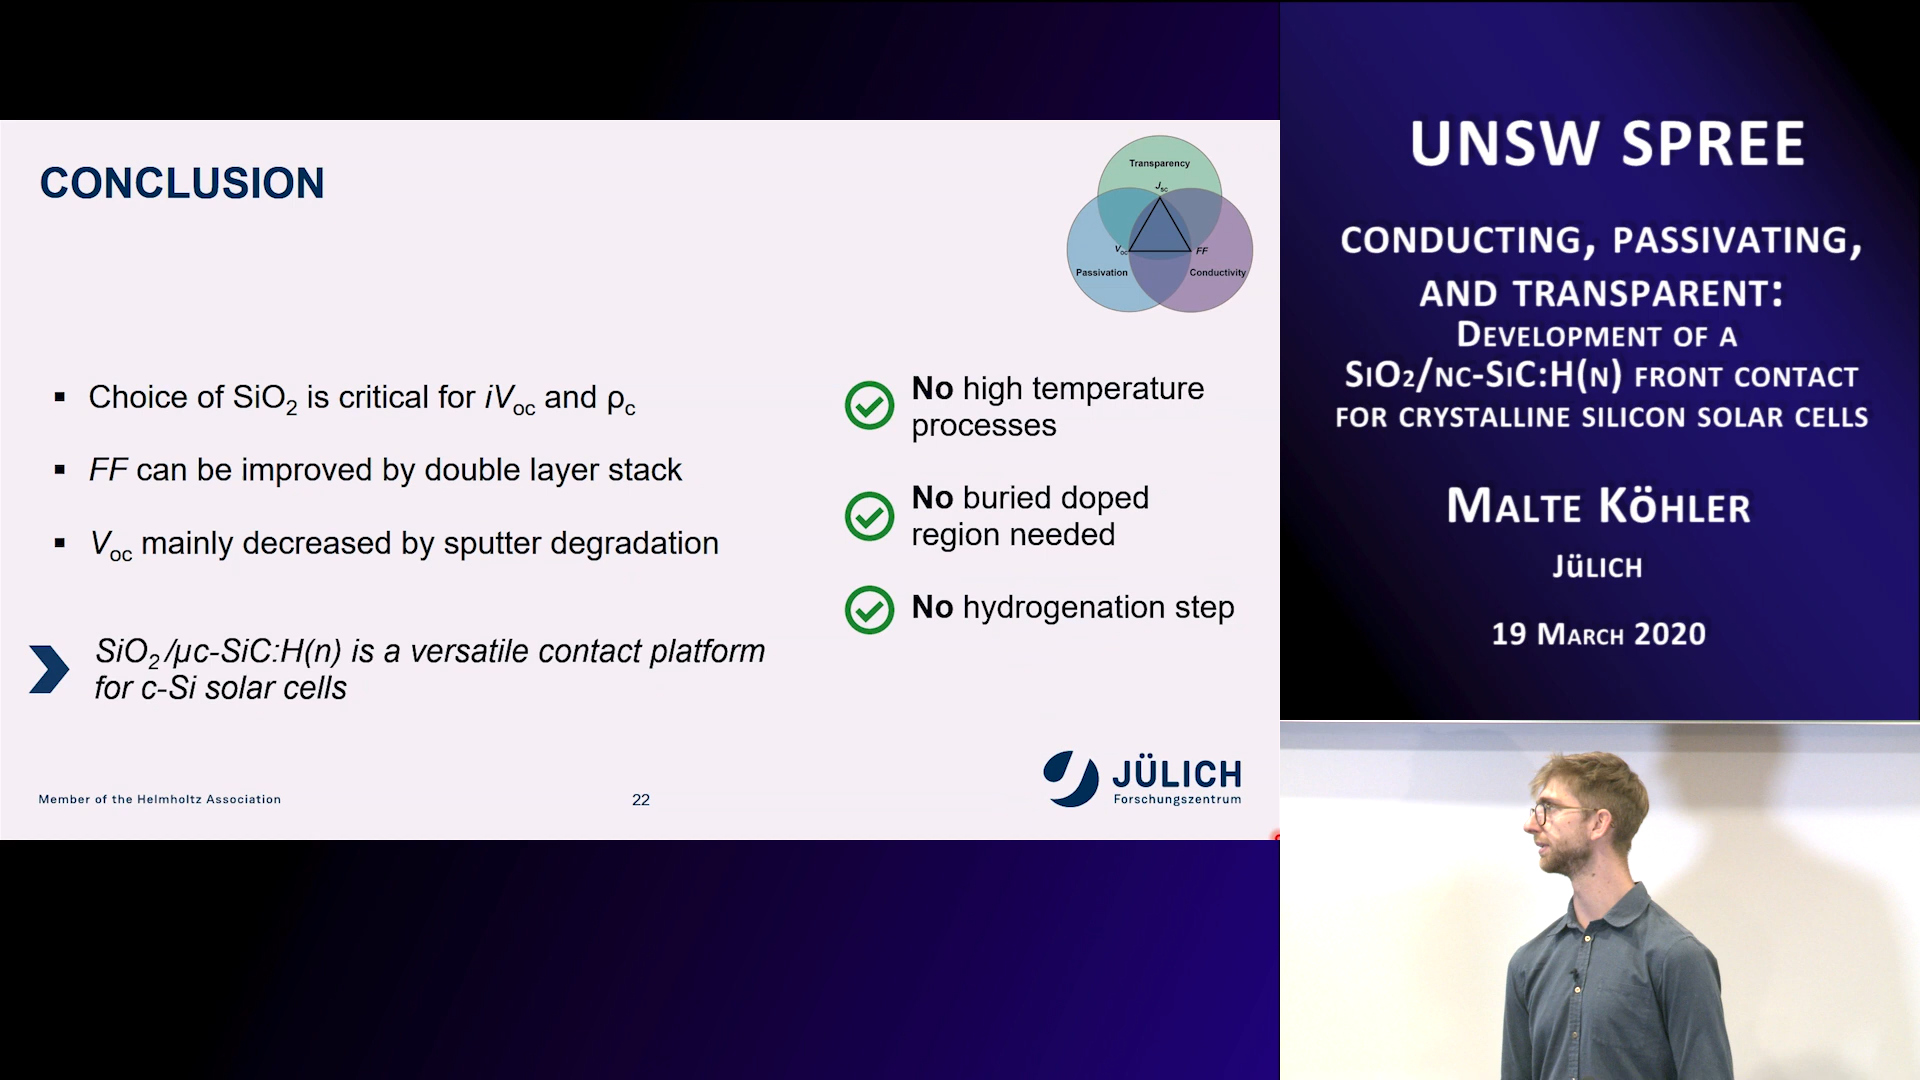 CONCLUSION
Transparency
Jsc
Voc
FF
Passivation
Conductivity
▪ Choice of SiO2 is critical for iVoc and ρc
▪ FF can be improved by double layer stack
▪ Voc mainly decreased by sputter degradation
SiO2/µc-SiC:H(n) is a versatile contact platform
for c-Si solar cells
No high temperature
processes
No buried doped
region needed
No hydrogenation step
Member of the Helmholtz Association
22
JÜLICH
Forschungszentrum
UNSW SPREE
CONDUCTING, PASSIVATING,
AND TRANSPARENT:
DEVELOPMENT OF A
SiO2/NC-SiC:H(N) FRONT CONTACT
FOR CRYSTALLINE SILICON SOLAR CELLS
MALTE KÖHLER
JÜLICH
19 MARCH 2020